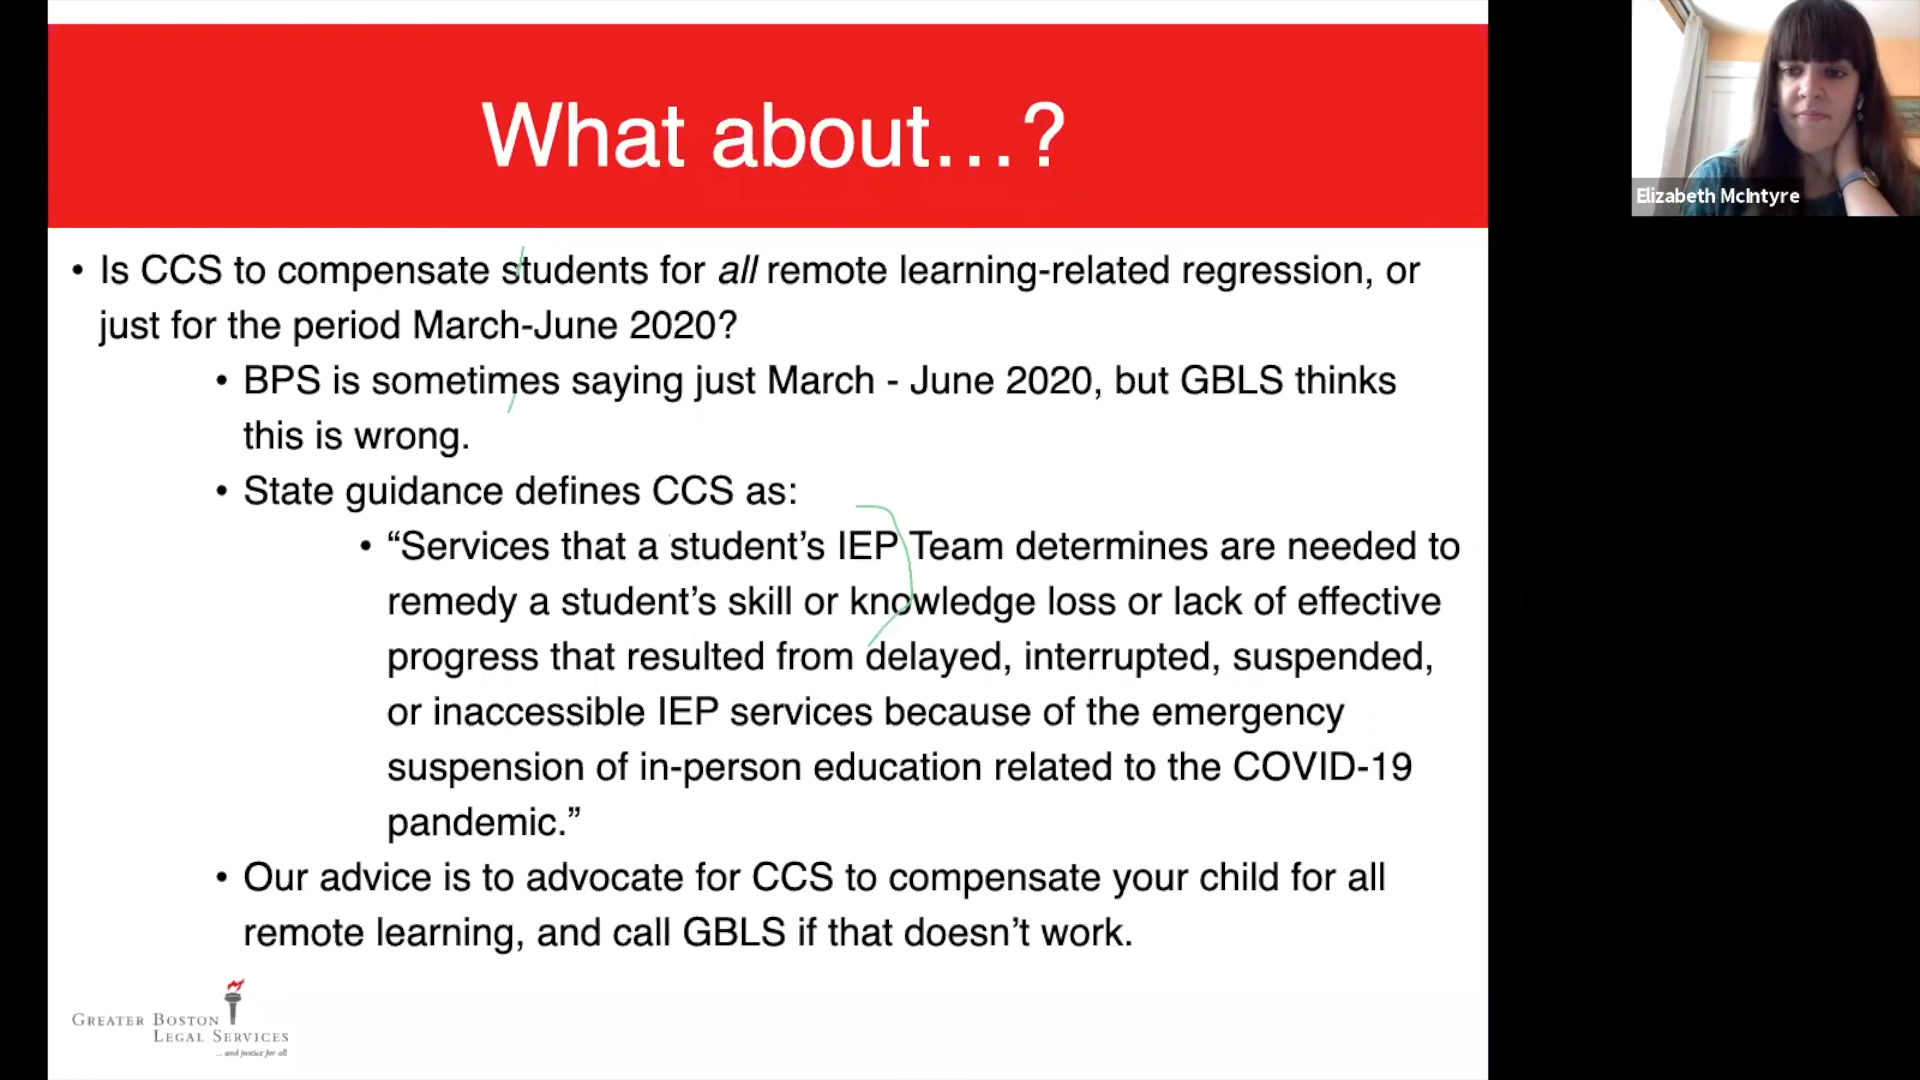 What about…?
Elizabeth McIntyre
• Is CCS to compensate students for all remote learning-related regression, or
just for the period March-June 2020?
• BPS is sometimes saying just March - June 2020, but GBLS thinks
this is wrong.
• State guidance defines CCS as:
• “Services that a student’s IEP Team determines are needed to
remedy a student’s skill or knowledge loss or lack of effective
progress that resulted from delayed, interrupted, suspended,
or inaccessible IEP services because of the emergency
suspension of in-person education related to the COVID-19
pandemic.”
• Our advice is to advocate for CCS to compensate your child for all
remote learning, and call GBLS if that doesn’t work.
GREATER BOSTON
LEGAL SERVICES
... and justice for all